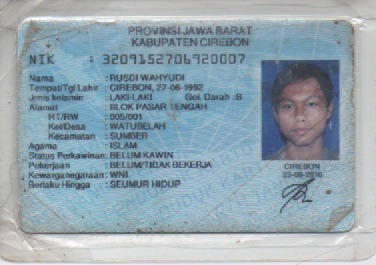 PROVINSI JAWA BARAT
KABUPATEN CIREBON
NIK : 3209152706920007
Nama : RUSDI WAHYUDI
Tempat/Tgl Lahir : CIREBON, 27-06-1992
Jenis kelamin : LAKI-LAKI Gol. Darah : B
Alamat : BLOK PASAR TENGAH
RT/RW : 005/001
Kel/Desa : WATUBELAH
Kecamatan : SUMBER
Agama : ISLAM
Status Perkawinan: BELUM KAWIN
Pekerjaan : BELUM/TIDAK BEKERJA
Kewarganegaraan: WNI
Berlaku Hingga : SEUMUR HIDUP
CIREBON
23-09-2016